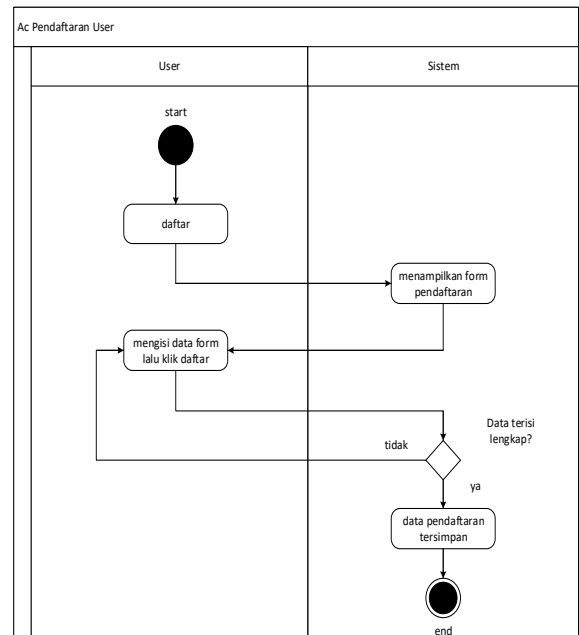 Ac Pendaftaran User
User
Sistem
start
daftar
menampilkan form
pendaftaran
mengisi data form
lalu klik daftar
Data terisi
lengkap?
tidak
ya
data pendaftaran
tersimpan
end